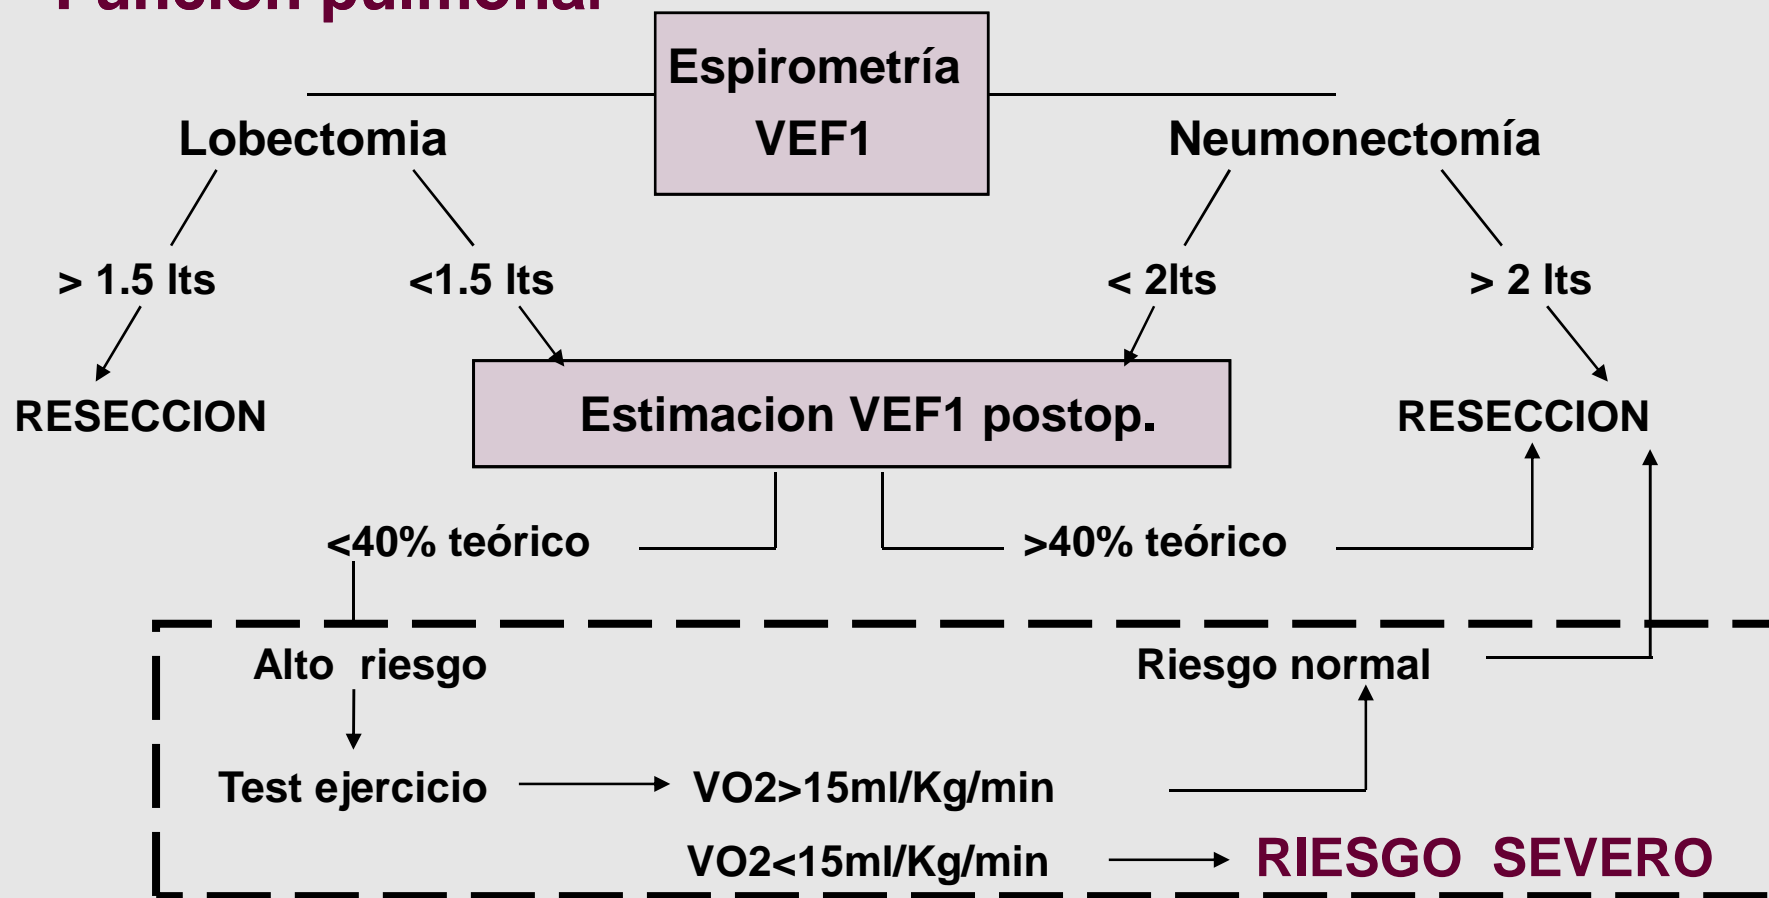 Función pulmonal
Espirometría
VEF1
Lobectomia
Neumonectomía
> 1.5 lts
<1.5 lts
< 2lts
> 2 lts
RESECCION
Estimacion VEF1 postop.
RESECCION
<40% teórico
>40% teórico
Alto riesgo
Riesgo normal
Test ejercicio
VO2>15ml/Kg/min
VO2<15ml/Kg/min
RIESGO SEVERO